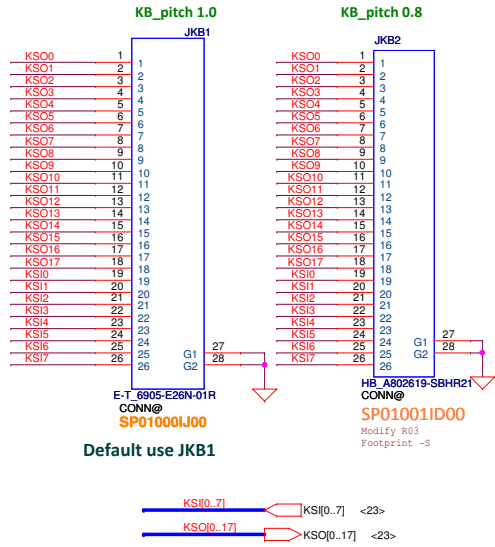 KB_pitch 1.0
JKB1
KSO0 1 1
KSO1 2 2
KSO2 3 3
KSO3 4 4
KSO4 5 5
KSO5 6 6
KSO6 7 7
KSO7 8 8
KSO8 9 9
KSO9 10 10
KSO10 11 11
KSO11 12 12
KSO12 13 13
KSO13 14 14
KSO14 15 15
KSO15 16 16
KSO16 17 17
KSO17 18 18
KSI0 19 19
KSI1 20 20
KSI2 21 21
KSI3 22 22
KSI4 23 23
KSI5 24 24
KSI6 25 25 G1 27
KSI7 26 26 G2 28
E-T_6905-E26N-01R
CONN@
SP01000IJ00
Default use JKB1
KB_pitch 0.8
JKB2
KSO0 1 1
KSO1 2 2
KSO2 3 3
KSO3 4 4
KSO4 5 5
KSO5 6 6
KSO6 7 7
KSO7 8 8
KSO8 9 9
KSO9 10 10
KSO10 11 11
KSO11 12 12
KSO12 13 13
KSO13 14 14
KSO14 15 15
KSO15 16 16
KSO16 17 17
KSO17 18 18
KSI0 19 19
KSI1 20 20
KSI2 21 21
KSI3 22 22
KSI4 23 23
KSI5 24 24 G1 27
KSI6 25 25 G2 28
KSI7 26 26
HB_A802619-SBHR21
CONN@
SP01001ID00
Modify R03
Footprint -S
KSI[0..7] KSI[0..7] <23>
KSO[0..17] KSO[0..17] <23>